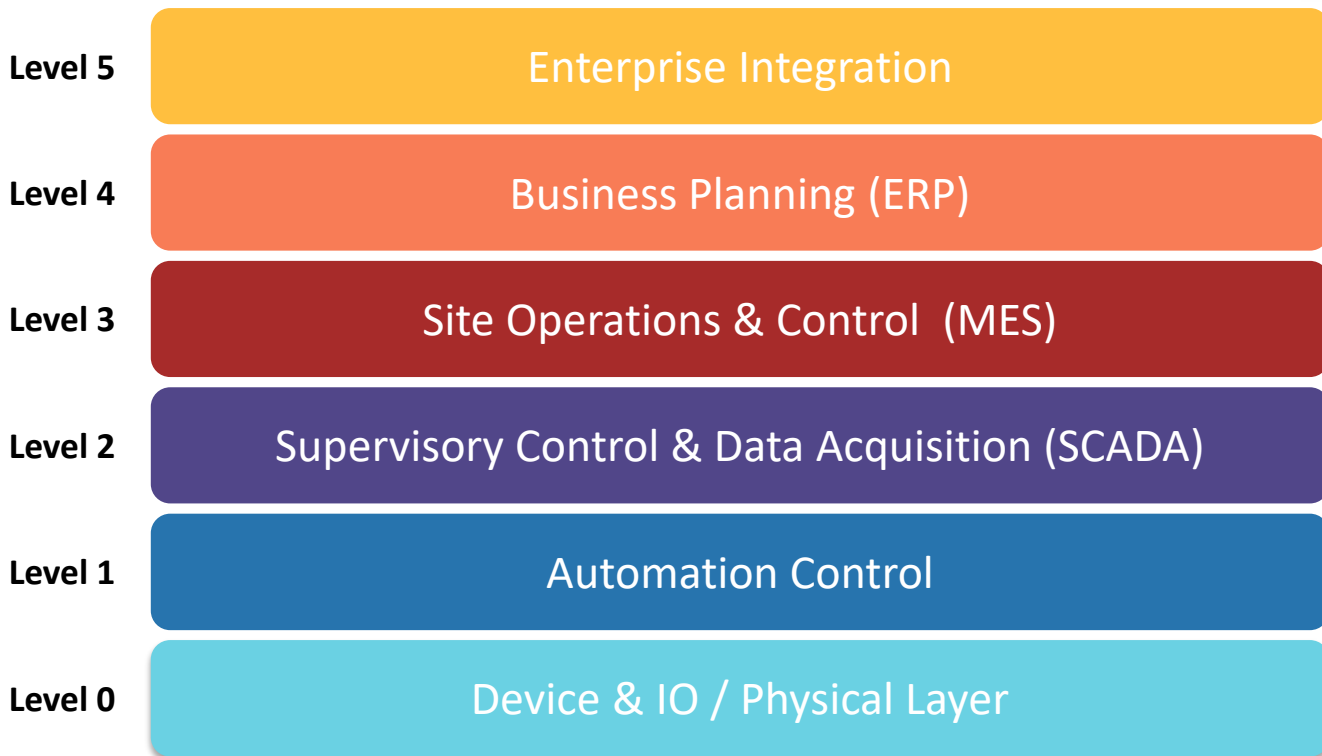 Level 5 Enterprise Integration
Level 4 Business Planning (ERP)
Level 3 Site Operations & Control  (MES)
Level 2 Supervisory Control & Data Acquisition (SCADA)
Level 1 Automation Control
Level 0 Device & IO / Physical Layer